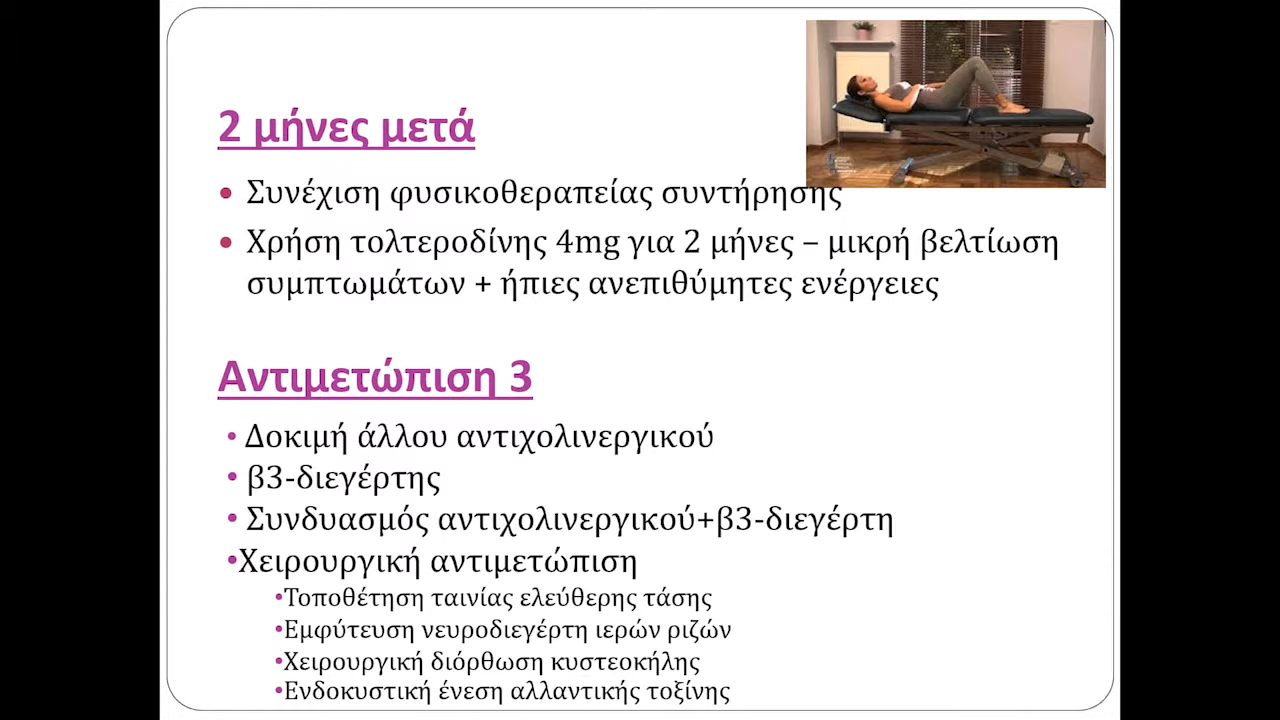 2 μήνες μετά
• Συνέχιση φυσικοθεραπείας συντήρησης
• Χρήση τολτεροδίνης 4mg για 2 μήνες – μικρή βελτίωση
συμπτωμάτων + ήπιες ανεπιθύμητες ενέργειες
Αντιμετώπιση 3
• Δοκιμή άλλου αντιχολινεργικού
• β3-διεγέρτης
• Συνδυασμός αντιχολινεργικού+β3-διεγέρτη
•Χειρουργική αντιμετώπιση
•Τοποθέτηση ταινίας ελεύθερης τάσης
•Εμφύτευση νευροδιεγέρτη ιερών ριζών
•Χειρουργική διόρθωση κυστεοκήλης
•Ενδοκυστική ένεση αλλαντικής τοξίνης